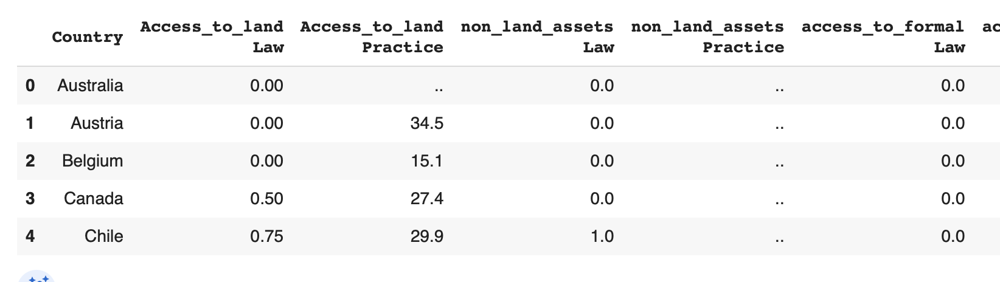 Country Access_to_land Law Access_to_land Practice non_land_assets Law non_land_assets Practice access_to_formal Law ac
0 Australia 0.00 .. 0.0 .. 0.0
1 Austria 0.00 34.5 0.0 .. 0.0
2 Belgium 0.00 15.1 0.0 .. 0.0
3 Canada 0.50 27.4 0.0 .. 0.0
4 Chile 0.75 29.9 1.0 .. 0.0